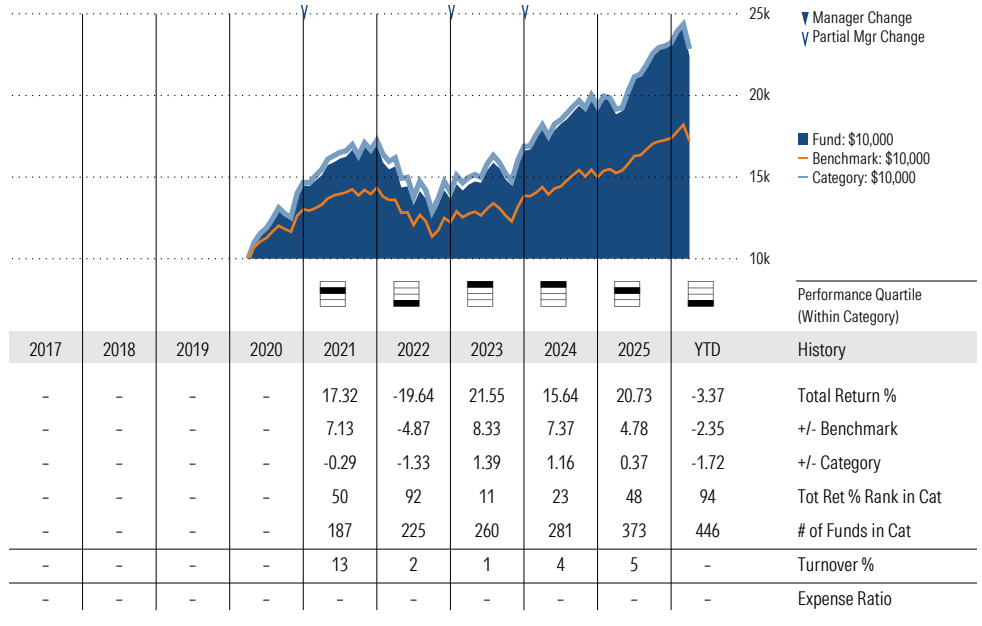 25k
▼ Manager Change
Partial Mgr Change
20k
Fund: $10,000
Benchmark: $10,000
Category: $10,000
15k
10k
Performance Quartile
(Within Category)
2017 2018 2019 2020 2021 2022 2023 2024 2025 YTD History
– – – – 17.32 -19.64 21.55 15.64 20.73 -3.37 Total Return %
– – – – 7.13 -4.87 8.33 7.37 4.78 -2.35 +/- Benchmark
– – – – -0.29 -1.33 1.39 1.16 0.37 -1.72 +/- Category
– – – – 50 92 11 23 48 94 Tot Ret % Rank in Cat
– – – – 187 225 260 281 373 446 # of Funds in Cat
– – – – 13 2 1 4 5 – Turnover %
– – – – – – – – – – Expense Ratio